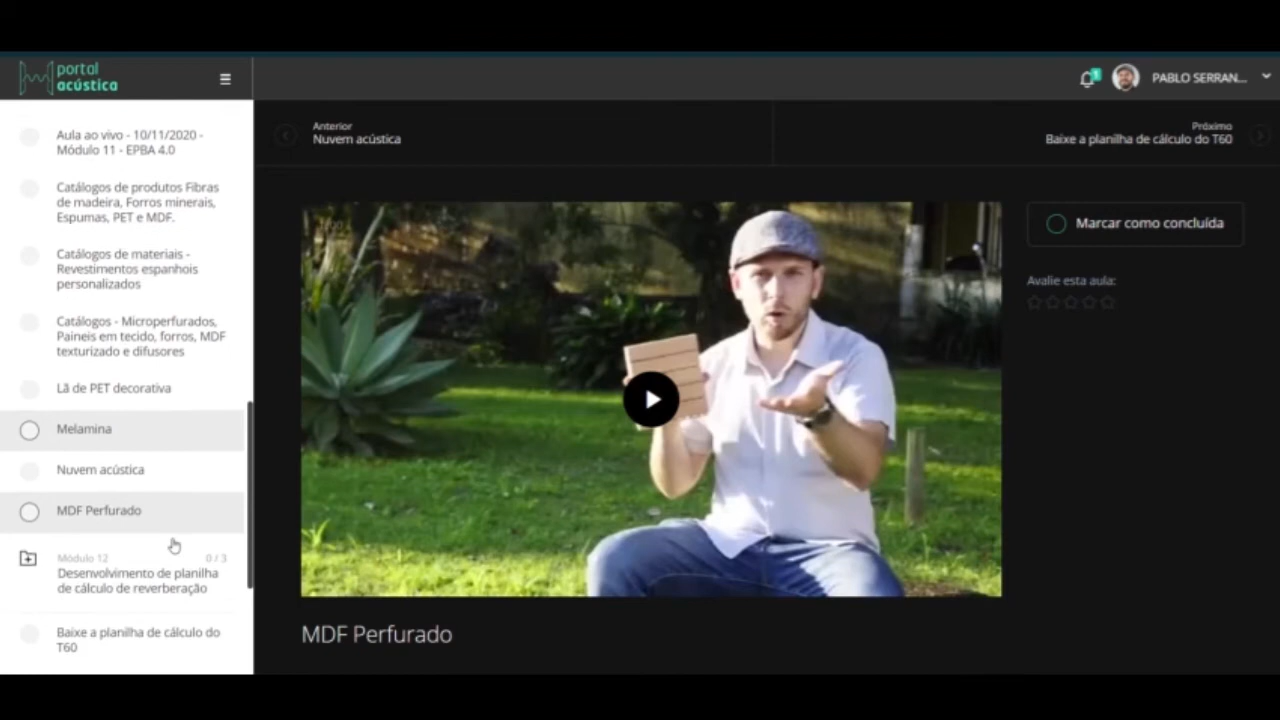 portal
acústica
1
PABLO SERRAN...
Aula ao vivo - 10/11/2020 -
Módulo 11 - EPBA 4.0
Catálogos de produtos Fibras
de madeira, Forros minerais,
Espumas, PET e MDF.
Catálogos de materiais -
Revestimentos espanhois
personalizados
Catálogos - Microperfurados,
Paineis em tecido, forros, MDF
texturizado e difusores
Lã de PET decorativa
Melamina
Nuvem acústica
MDF Perfurado
Módulo 12
0 / 3
Desenvolvimento de planilha
de cálculo de reverberação
Baixe a planilha de cálculo do
T60
Anterior
Nuvem acústica
Próximo
Baixe a planilha de cálculo do T60
Marcar como concluída
Avalie esta aula:
MDF Perfurado